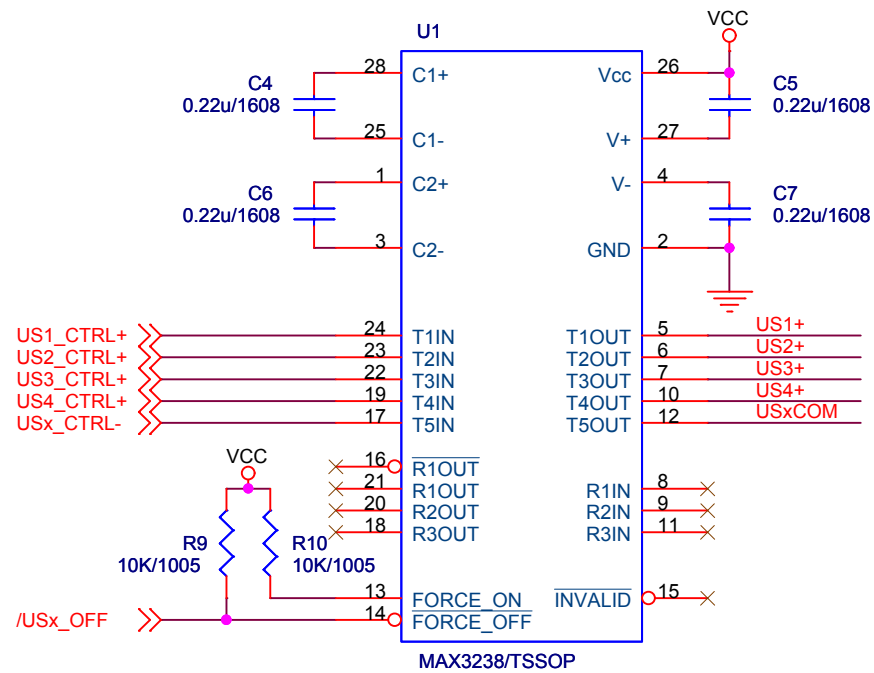 VCC
U1
28 C1+ Vcc 26
C4
0.22u/1608
C5
0.22u/1608
25 C1- V+ 27
1 C2+ V- 4
C6
0.22u/1608
C7
0.22u/1608
3 C2- GND 2
US1_CTRL+ 24 T1IN T1OUT 5 US1+
US2_CTRL+ 23 T2IN T2OUT 6 US2+
US3_CTRL+ 22 T3IN T3OUT 7 US3+
US4_CTRL+ 19 T4IN T4OUT 10 US4+
USx_CTRL- 17 T5IN T5OUT 12 USxCOM
VCC
16 R1OUT
21 R1OUT R1IN 8
20 R2OUT R2IN 9
18 R3OUT R3IN 11
R9
10K/1005
R10
10K/1005
13 FORCE_ON INVALID 15
/USx_OFF 14 FORCE_OFF
MAX3238/TSSOP